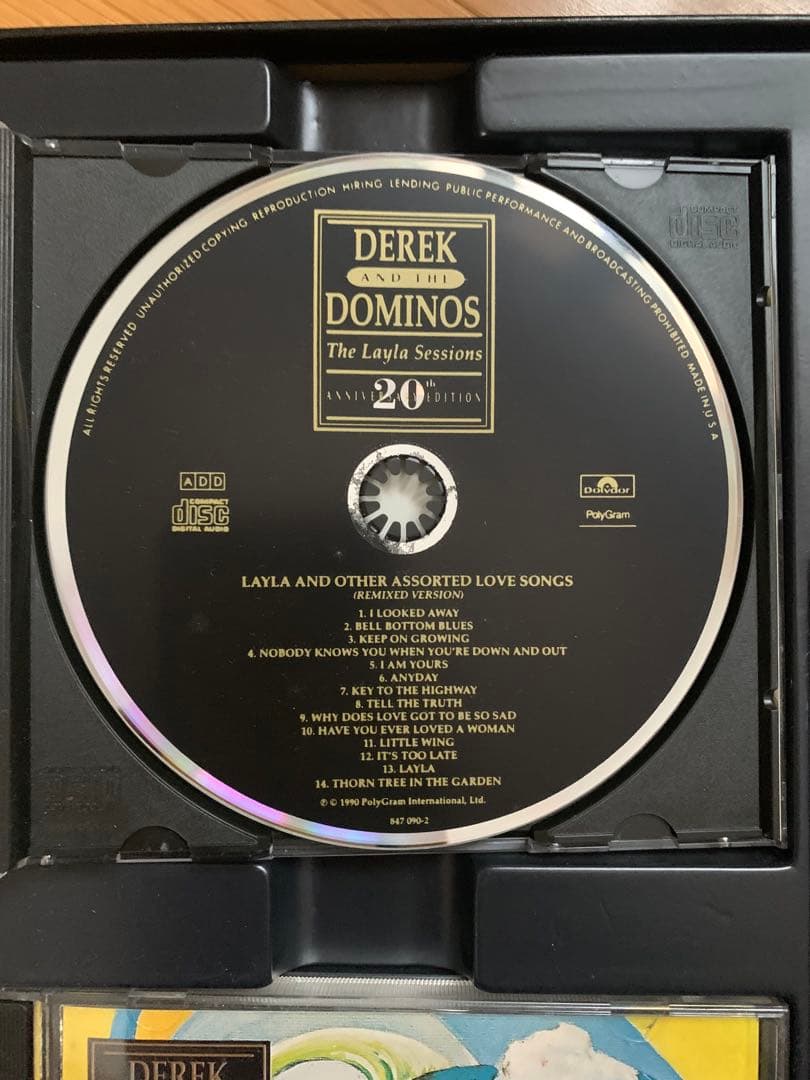 ALL RIGHTS RESERVED UNAUTHORIZED COPYING REPRODUCTION HIRING LENDING PUBLIC PERFORMANCE AND BROADCASTING PROHIBITED MADE IN U S A
COMPACT
disc
DIGITAL AUDIO
DEREK
AND THE
DOMINOS
The Layla Sessions
20th
ANNIVERSARY EDITION
ADD
COMPACT
disc
DIGITAL AUDIO
Polydor
PolyGram
LAYLA AND OTHER ASSORTED LOVE SONGS
(REMIXED VERSION)
1. I LOOKED AWAY
2. BELL BOTTOM BLUES
3. KEEP ON GROWING
4. NOBODY KNOWS YOU WHEN YOU'RE DOWN AND OUT
5. I AM YOURS
6. ANYDAY
7. KEY TO THE HIGHWAY
8. TELL THE TRUTH
9. WHY DOES LOVE GOT TO BE SO SAD
10. HAVE YOU EVER LOVED A WOMAN
11. LITTLE WING
12. IT'S TOO LATE
13. LAYLA
14. THORN TREE IN THE GARDEN
℗ © 1990 PolyGram International, Ltd.
847 090-2
DEREK